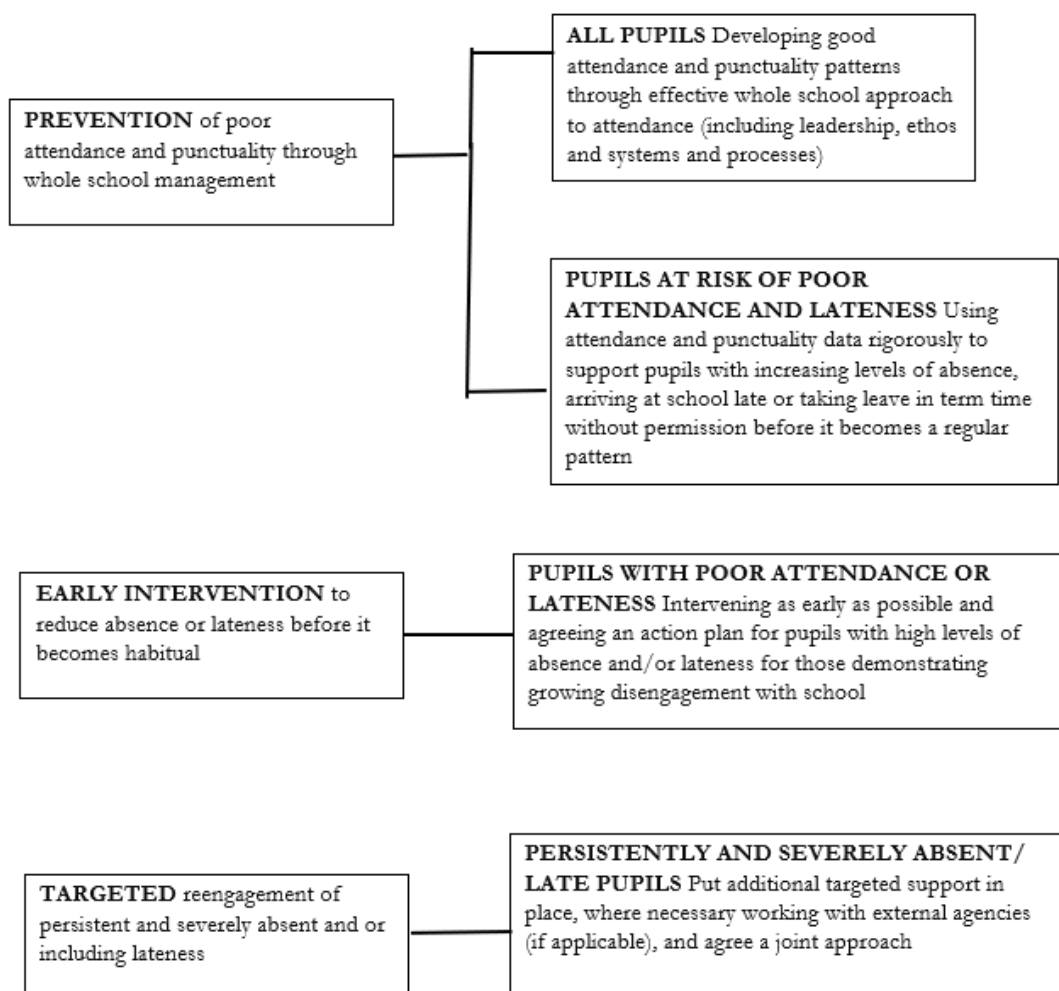 PREVENTION of poor
attendance and punctuality through
whole school management
ALL PUPILS Developing good
attendance and punctuality patterns
through effective whole school approach
to attendance (including leadership, ethos
and systems and processes)
PUPILS AT RISK OF POOR
ATTENDANCE AND LATENESS Using
attendance and punctuality data rigorously to
support pupils with increasing levels of absence,
arriving at school late or taking leave in term time
without permission before it becomes a regular
pattern
EARLY INTERVENTION to
reduce absence or lateness before it
becomes habitual
PUPILS WITH POOR ATTENDANCE OR
LATENESS Intervening as early as possible and
agreeing an action plan for pupils with high levels of
absence and/or lateness for those demonstrating
growing disengagement with school
TARGETED reengagement of
persistent and severely absent and or
including lateness
PERSISTENTLY AND SEVERELY ABSENT/
LATE PUPILS Put additional targeted support in
place, where necessary working with external agencies
(if applicable), and agree a joint approach